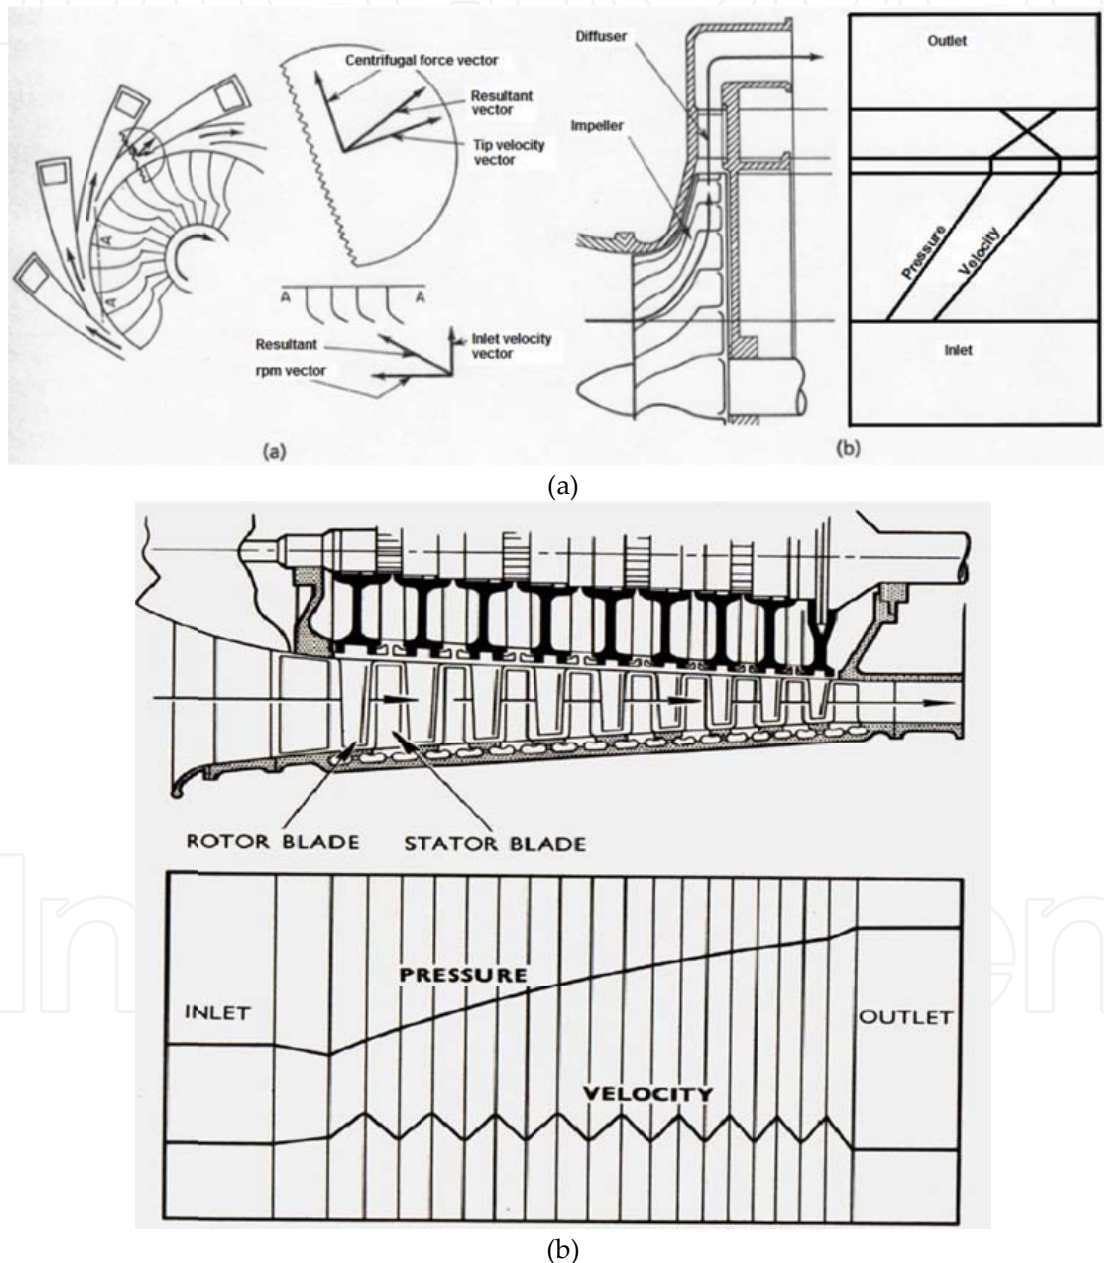 Centrifugal force vector
Resultant
vector
Tip velocity
vector
A
A
A
A
Resultant
rpm vector
Inlet velocity
vector
(a)
Diffuser
Impeller
Outlet
Pressure
Velocity
Inlet
(b)
(a)
ROTOR BLADE
STATOR BLADE
PRESSURE
INLET
OUTLET
VELOCITY
(b)